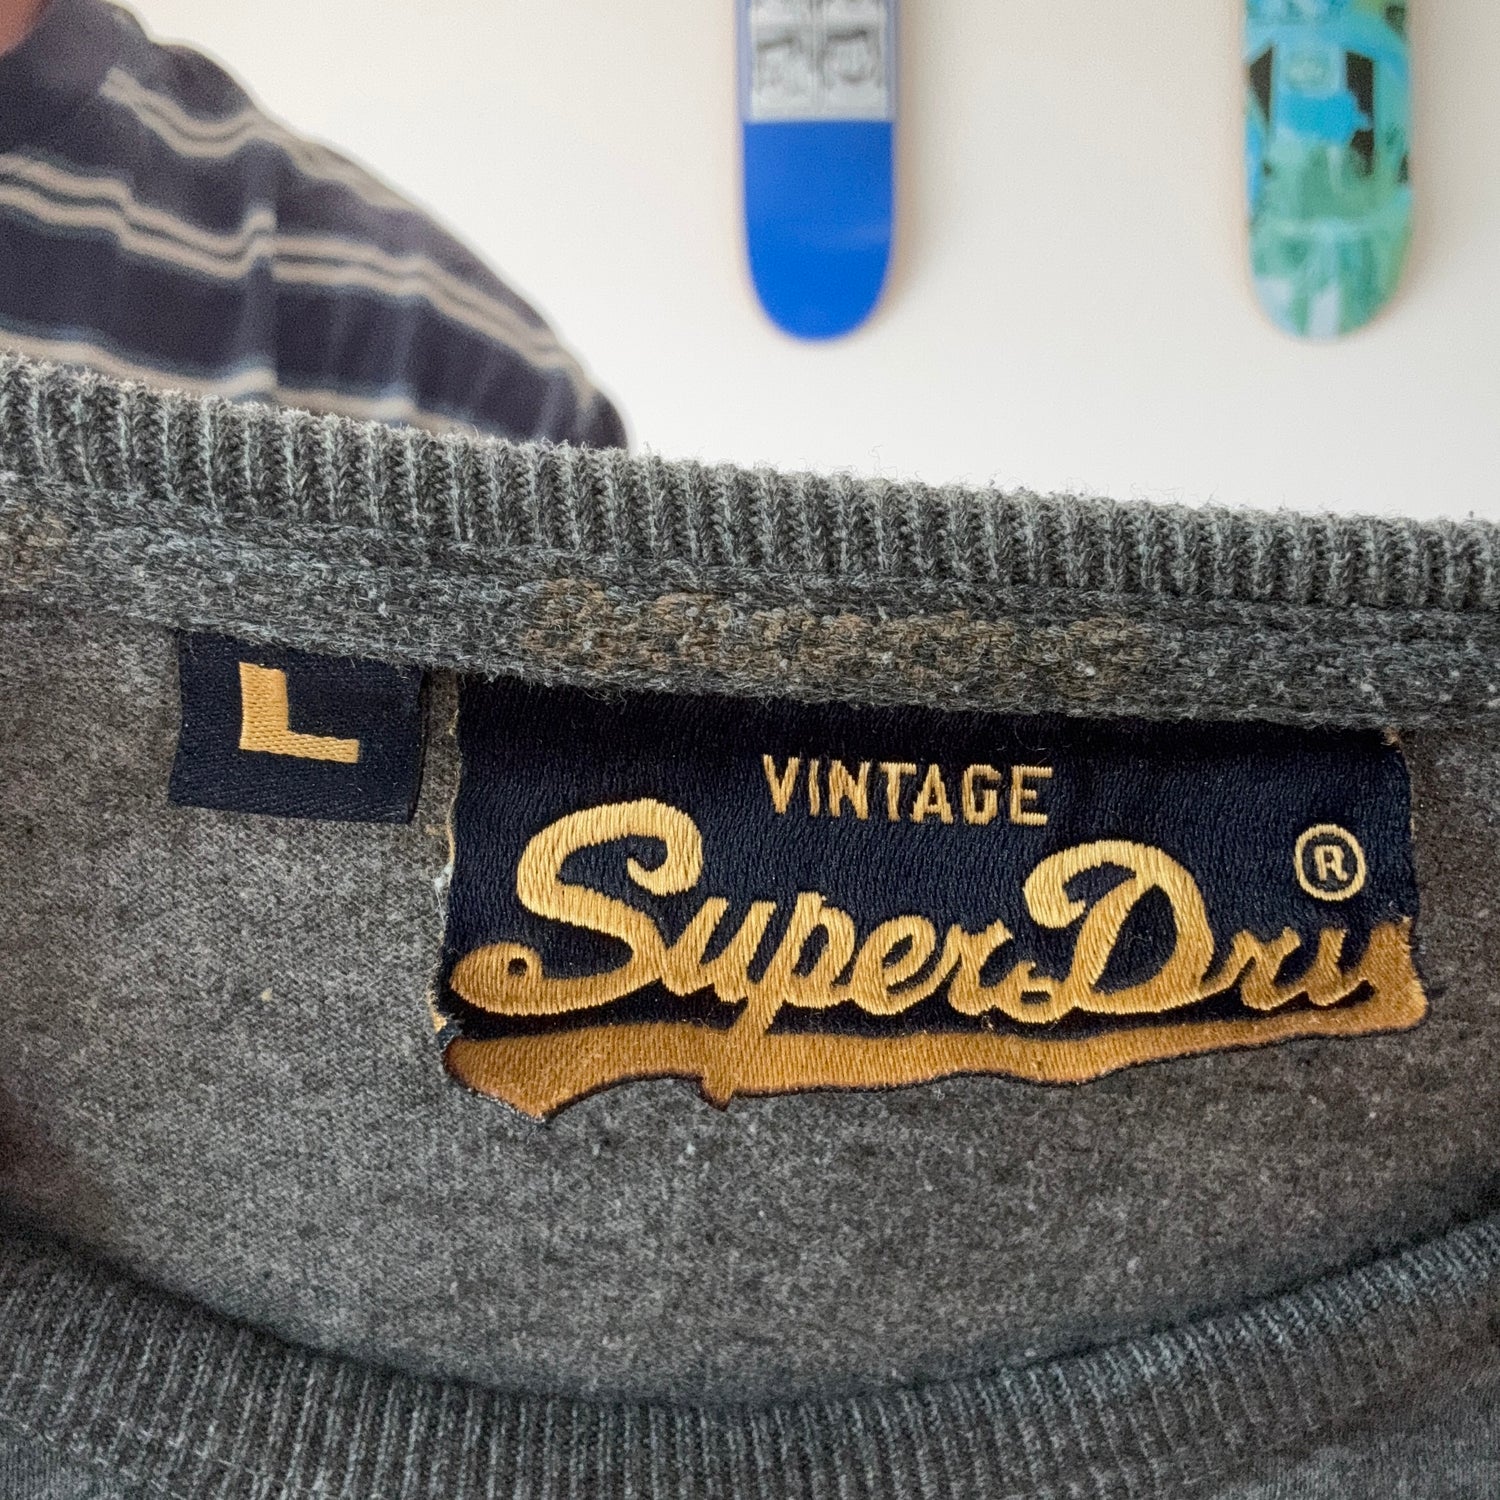 L
VINTAGE
SuperDry
®